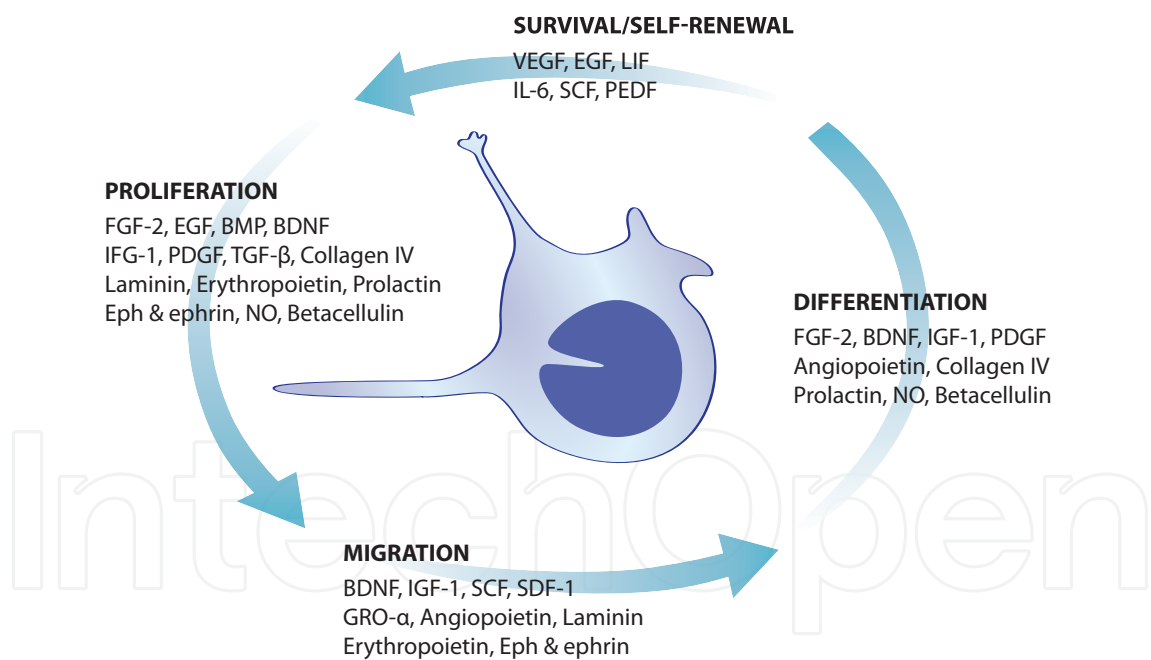 SURVIVAL/SELF-RENEWAL
VEGF, EGF, LIF
IL-6, SCF, PEDF
PROLIFERATION
FGF-2, EGF, BMP, BDNF
IFG-1, PDGF, TGF-β, Collagen IV
Laminin, Erythropoietin, Prolactin
Eph & ephrin, NO, Betacellulin
DIFFERENTIATION
FGF-2, BDNF, IGF-1, PDGF
Angiopoietin, Collagen IV
Prolactin, NO, Betacellulin
IntechOpen
MIGRATION
BDNF, IGF-1, SCF, SDF-1
GRO-α, Angiopoietin, Laminin
Erythropoietin, Eph & ephrin